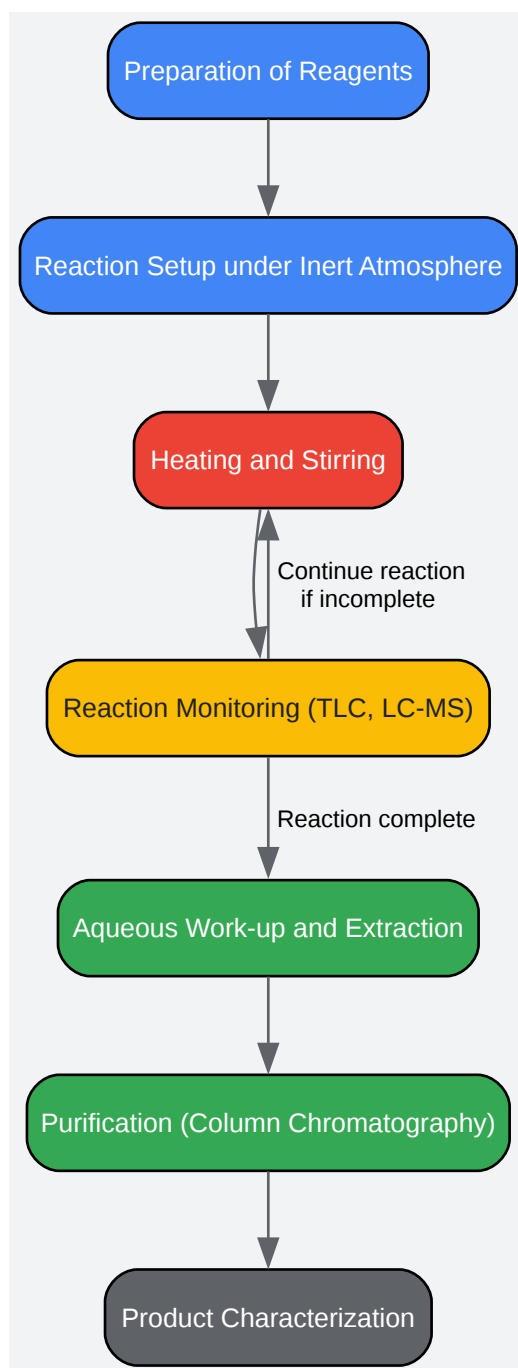 Preparation of Reagents
Reaction Setup under Inert Atmosphere
Heating and Stirring
Continue reaction
if incomplete
Reaction Monitoring (TLC, LC-MS)
Reaction complete
Aqueous Work-up and Extraction
Purification (Column Chromatography)
Product Characterization